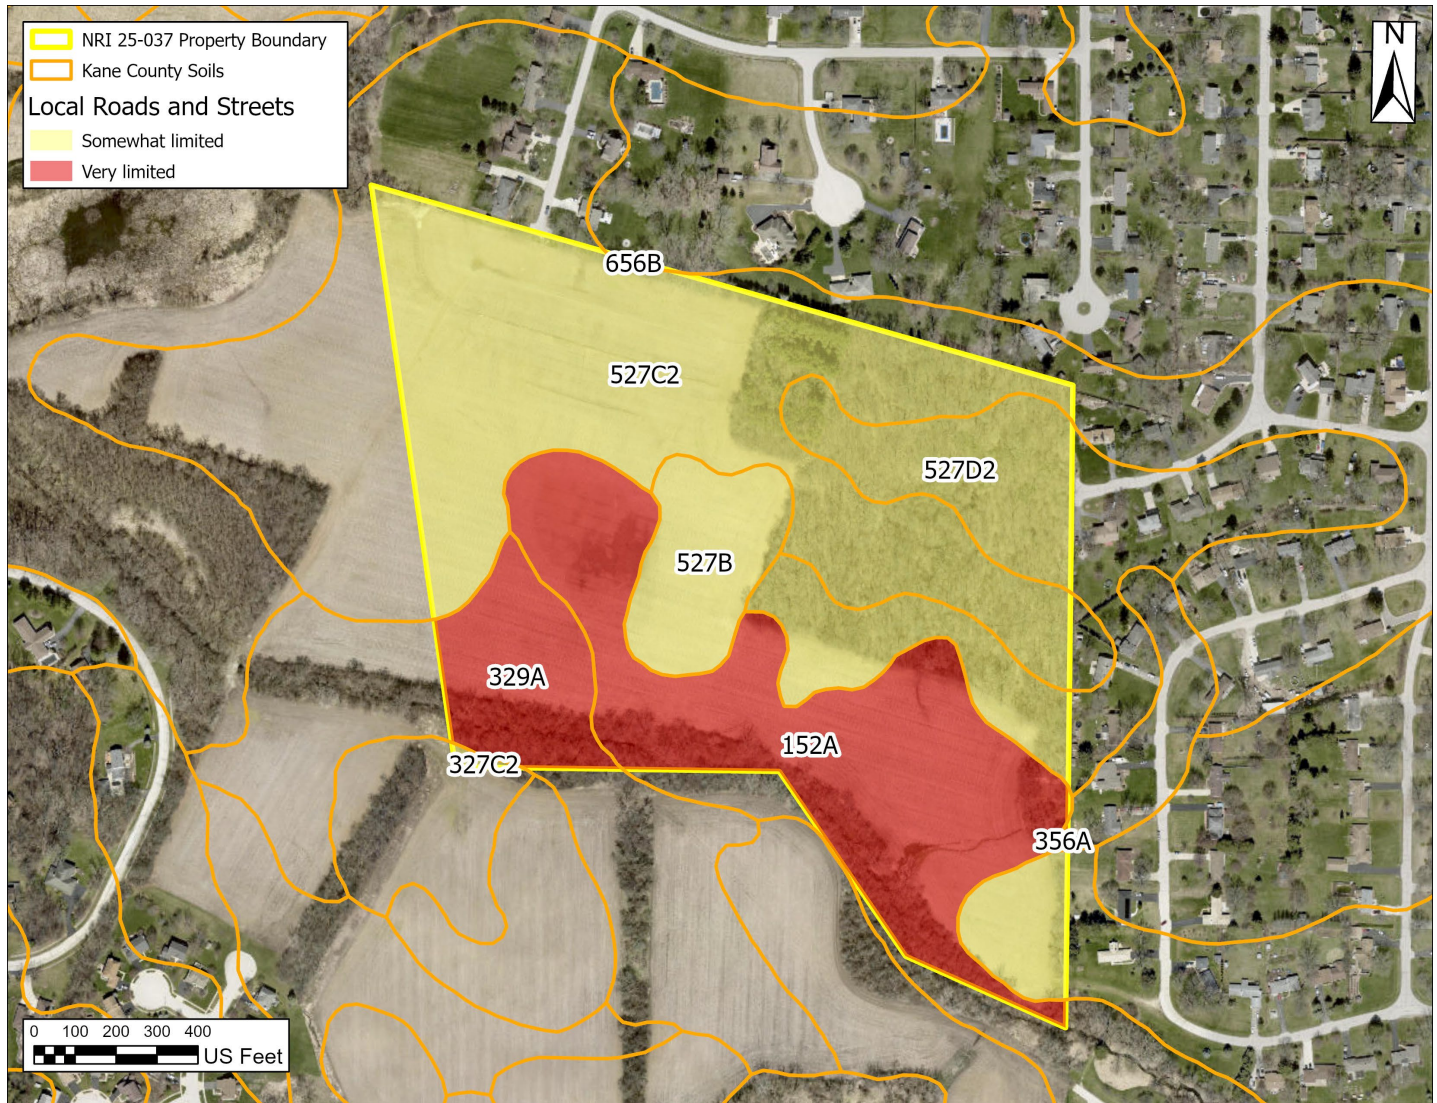 NRI 25-037 Property Boundary
Kane County Soils
Local Roads and Streets
Somewhat limited
Very limited
N
656B
527C2
527D2
527B
329A
152A
327C2
356A
0 100 200 300 400
US Feet